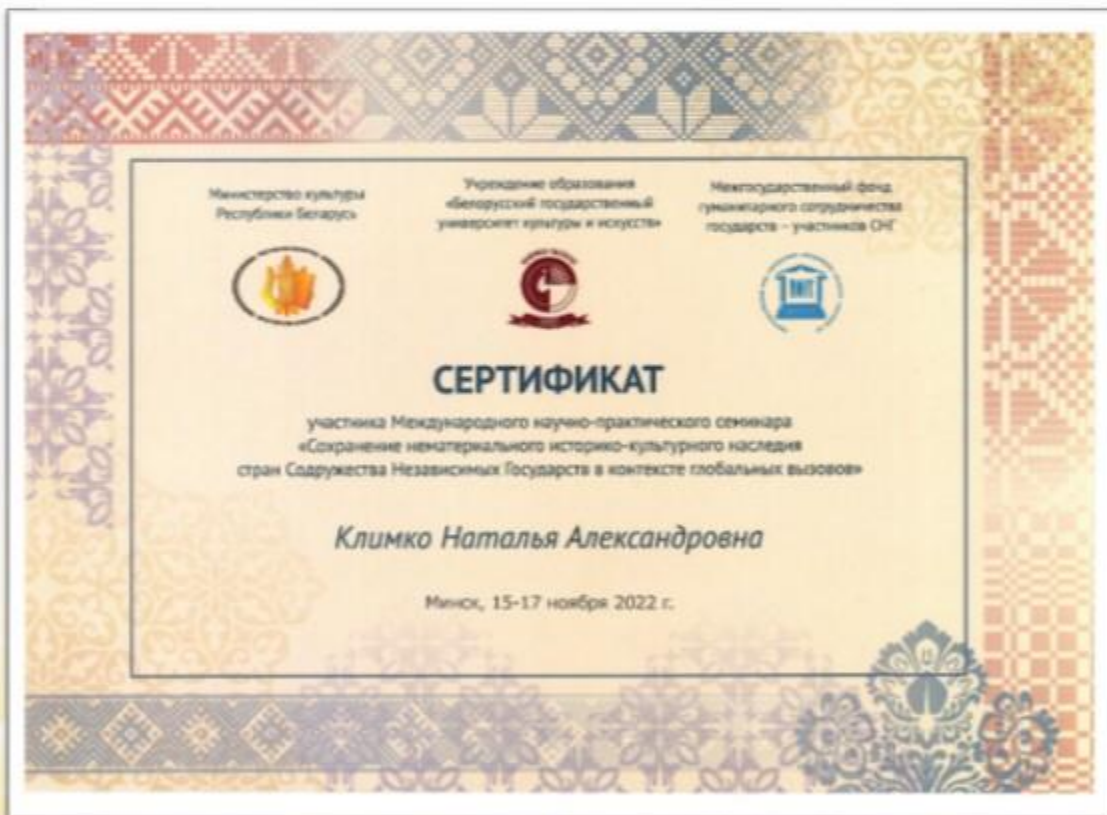 Министерство культуры
Республики Беларусь
Учреждение образования
«Белорусский государственный
университет культуры и искусств»
Межгосударственный фонд
гуманитарного сотрудничества
государств – участников СНГ
СЕРТИФИКАТ
участника Международного научно-практического семинара
«Сохранение нематериального историко-культурного наследия
стран Содружества Независимых Государств в контексте глобальных вызовов»
Климко Наталья Александровна
Минск, 15-17 ноября 2022 г.